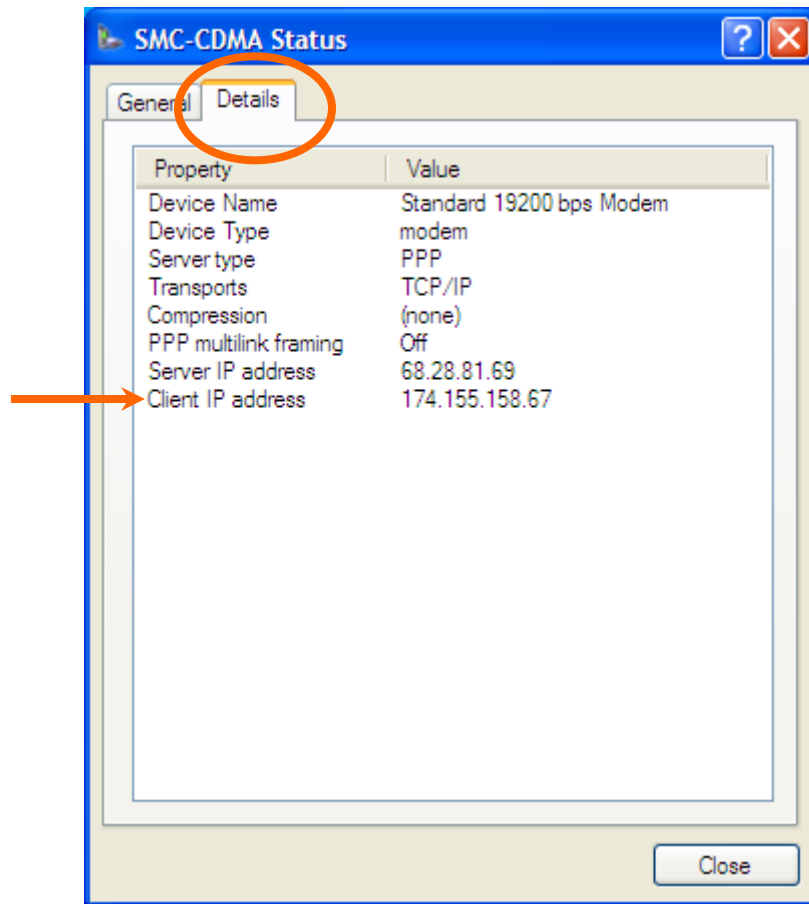 SMC-CDMA Status
General Details
Property Value
Device Name Standard 19200 bps Modem
Device Type modem
Server type PPP
Transports TCP/IP
Compression (none)
PPP multilink framing Off
Server IP address 68.28.81.69
Client IP address 174.155.158.67
Close